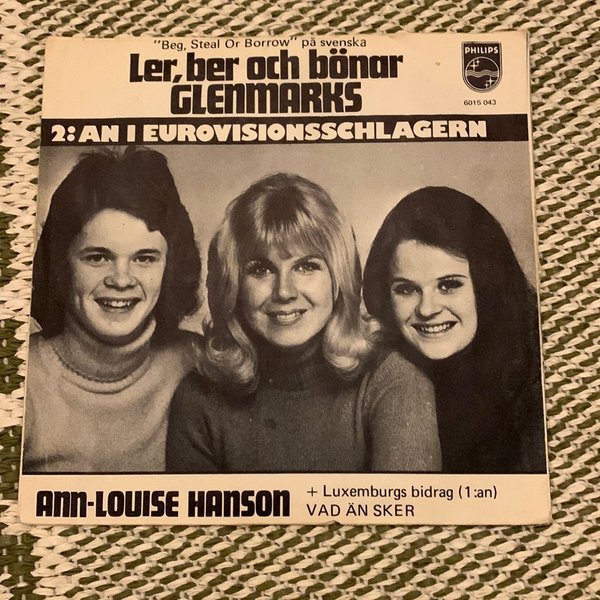 "Beg, Steal Or Borrow" på svenska
Ler, ber och bönar
GLENMARKS
PHILIPS
6015 043
2:AN I EUROVISIONSSCHLAGERN
ANN-LOUISE HANSON
+ Luxemburgs bidrag (1:an)
VAD ÄN SKER